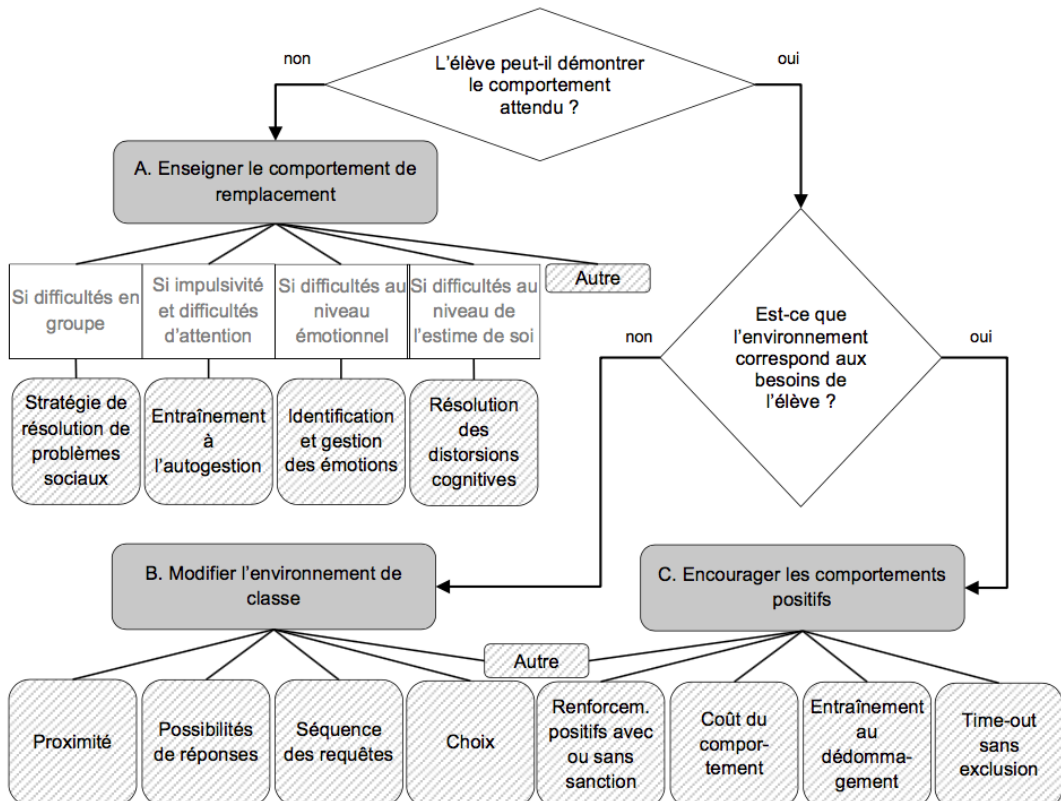 L'élève peut-il démontrer
le comportement
attendu ?
non
oui
A. Enseigner le comportement de
remplacement
Autre
Si difficultés en
groupe
Si impulsivité
et difficultés
d'attention
Si difficultés au
niveau
émotionnel
Si difficultés au
niveau de
l'estime de soi
Stratégie de
résolution de
problèmes
sociaux
Entraînement
à
l'autogestion
Identification
et gestion
des émotions
Résolution
des
distorsions
cognitives
Est-ce que
l'environnement
correspond aux
besoins de
l'élève ?
non
oui
B. Modifier l'environnement de
classe
C. Encourager les comportements
positifs
Autre
Proximité
Possibilités
de réponses
Séquence
des requêtes
Choix
Renforcem.
positifs avec
ou sans
sanction
Coût du
compor-
tement
Entraînement
au
dédomma-
gement
Time-out
sans
exclusion